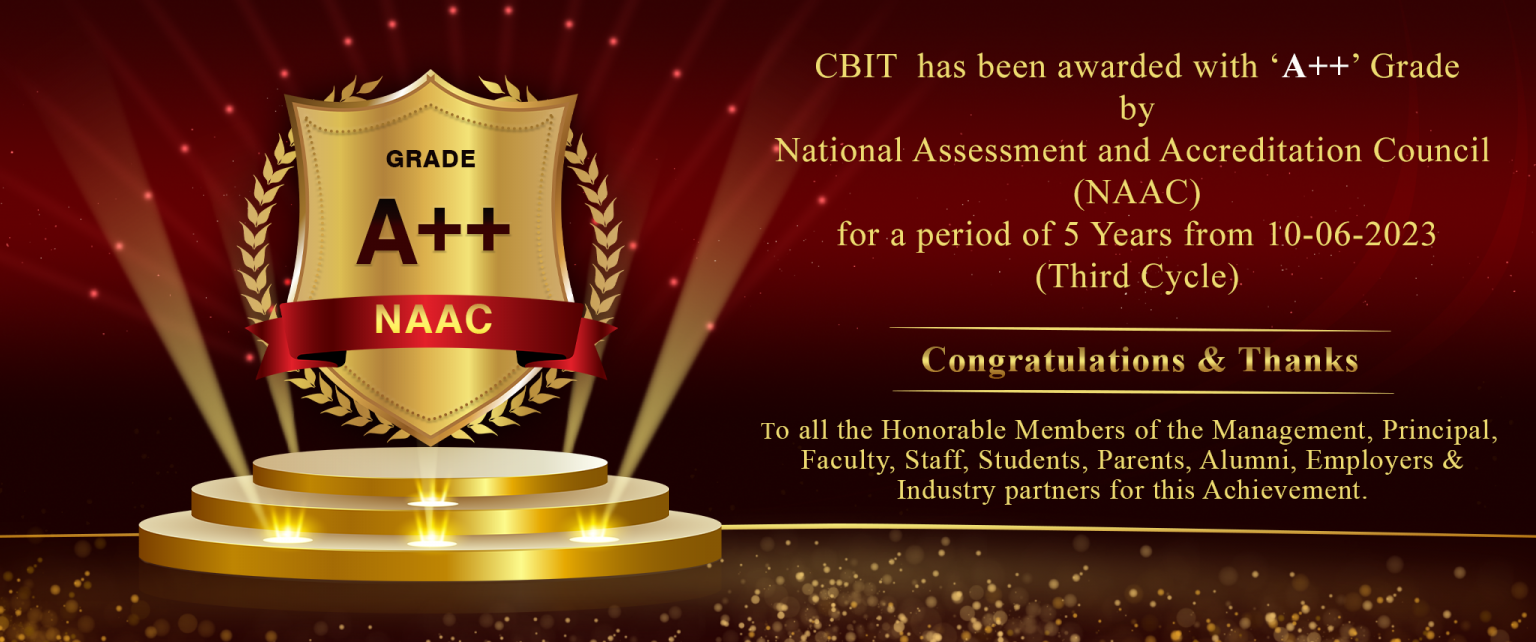 GRADE
A++
NAAC
CBIT has been awarded with ‘A++’ Grade
by
National Assessment and Accreditation Council
(NAAC)
for a period of 5 Years from 10-06-2023
(Third Cycle)
Congratulations & Thanks
To all the Honorable Members of the Management, Principal,
Faculty, Staff, Students, Parents, Alumni, Employers &
Industry partners for this Achievement.